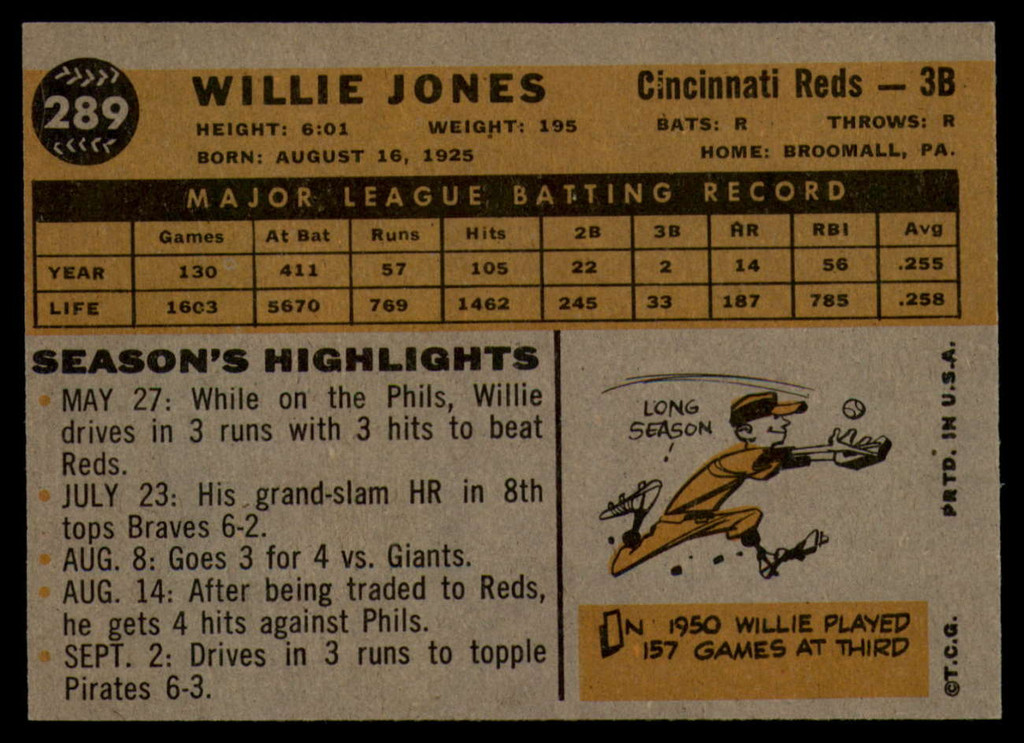 289
WILLIE JONES
Cincinnati Reds — 3B
HEIGHT: 6:01 WEIGHT: 195 BATS: R THROWS: R
BORN: AUGUST 16, 1925 HOME: BROOMALL, PA.
MAJOR LEAGUE BATTING RECORD
Games At Bat Runs Hits 2B 3B HR RBI Avg
YEAR 130 411 57 105 22 2 14 56 .255
LIFE 1603 5670 769 1462 245 33 187 785 .258
SEASON'S HIGHLIGHTS
• MAY 27: While on the Phils, Willie
drives in 3 runs with 3 hits to beat
Reds.
• JULY 23: His grand-slam HR in 8th
tops Braves 6-2.
• AUG. 8: Goes 3 for 4 vs. Giants.
• AUG. 14: After being traded to Reds,
he gets 4 hits against Phils.
• SEPT. 2: Drives in 3 runs to topple
Pirates 6-3.
LONG
SEASON
IN 1950 WILLIE PLAYED
157 GAMES AT THIRD
PRTD. IN U.S.A.
©T.C.G.